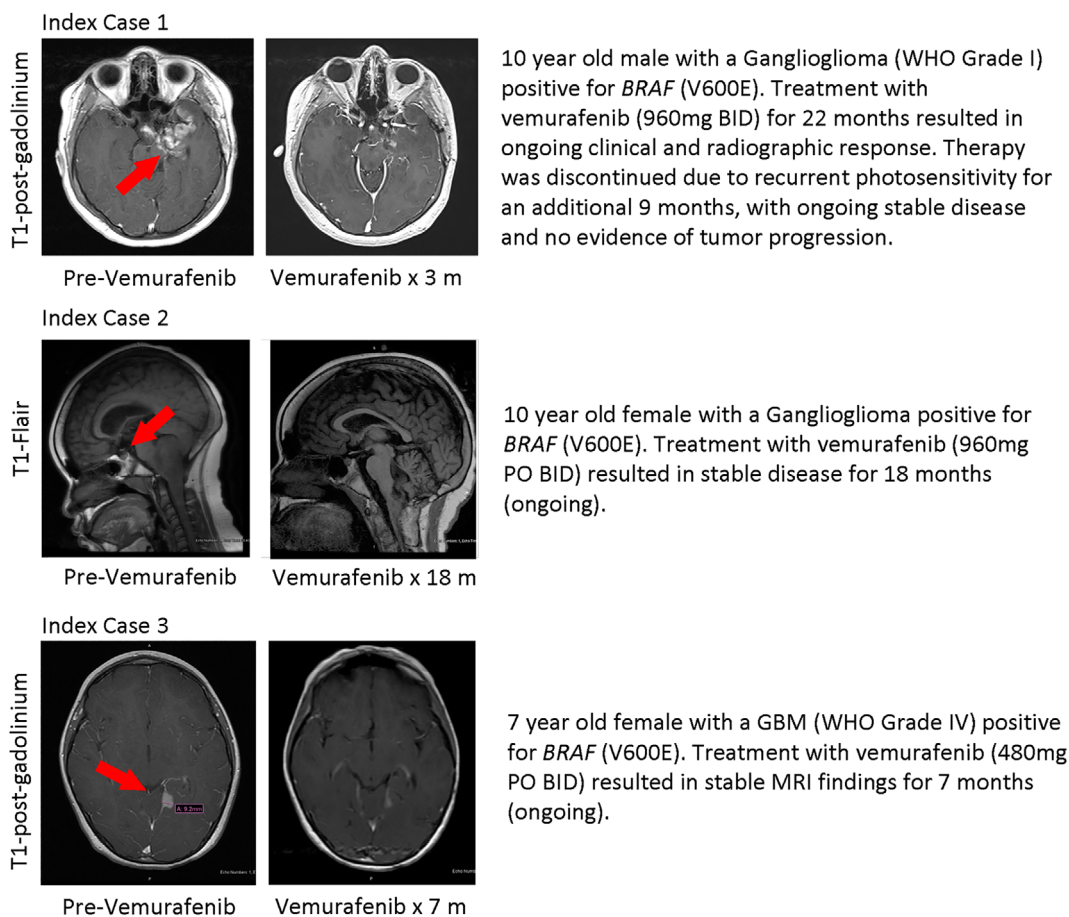 Index Case 1
T1-post-gadolinium
10 year old male with a Ganglioglioma (WHO Grade I)
positive for BRAF (V600E). Treatment with
vemurafenib (960mg BID) for 22 months resulted in
ongoing clinical and radiographic response. Therapy
was discontinued due to recurrent photosensitivity for
an additional 9 months, with ongoing stable disease
and no evidence of tumor progression.
Pre-Vemurafenib
Vemurafenib x 3 m
Index Case 2
T1-Flair
10 year old female with a Ganglioglioma positive for
BRAF (V600E). Treatment with vemurafenib (960mg
PO BID) resulted in stable disease for 18 months
(ongoing).
Pre-Vemurafenib
Vemurafenib x 18 m
Index Case 3
T1-post-gadolinium
A: 9.2mm
7 year old female with a GBM (WHO Grade IV) positive
for BRAF (V600E). Treatment with vemurafenib (480mg
PO BID) resulted in stable MRI findings for 7 months
(ongoing).
Pre-Vemurafenib
Vemurafenib x 7 m